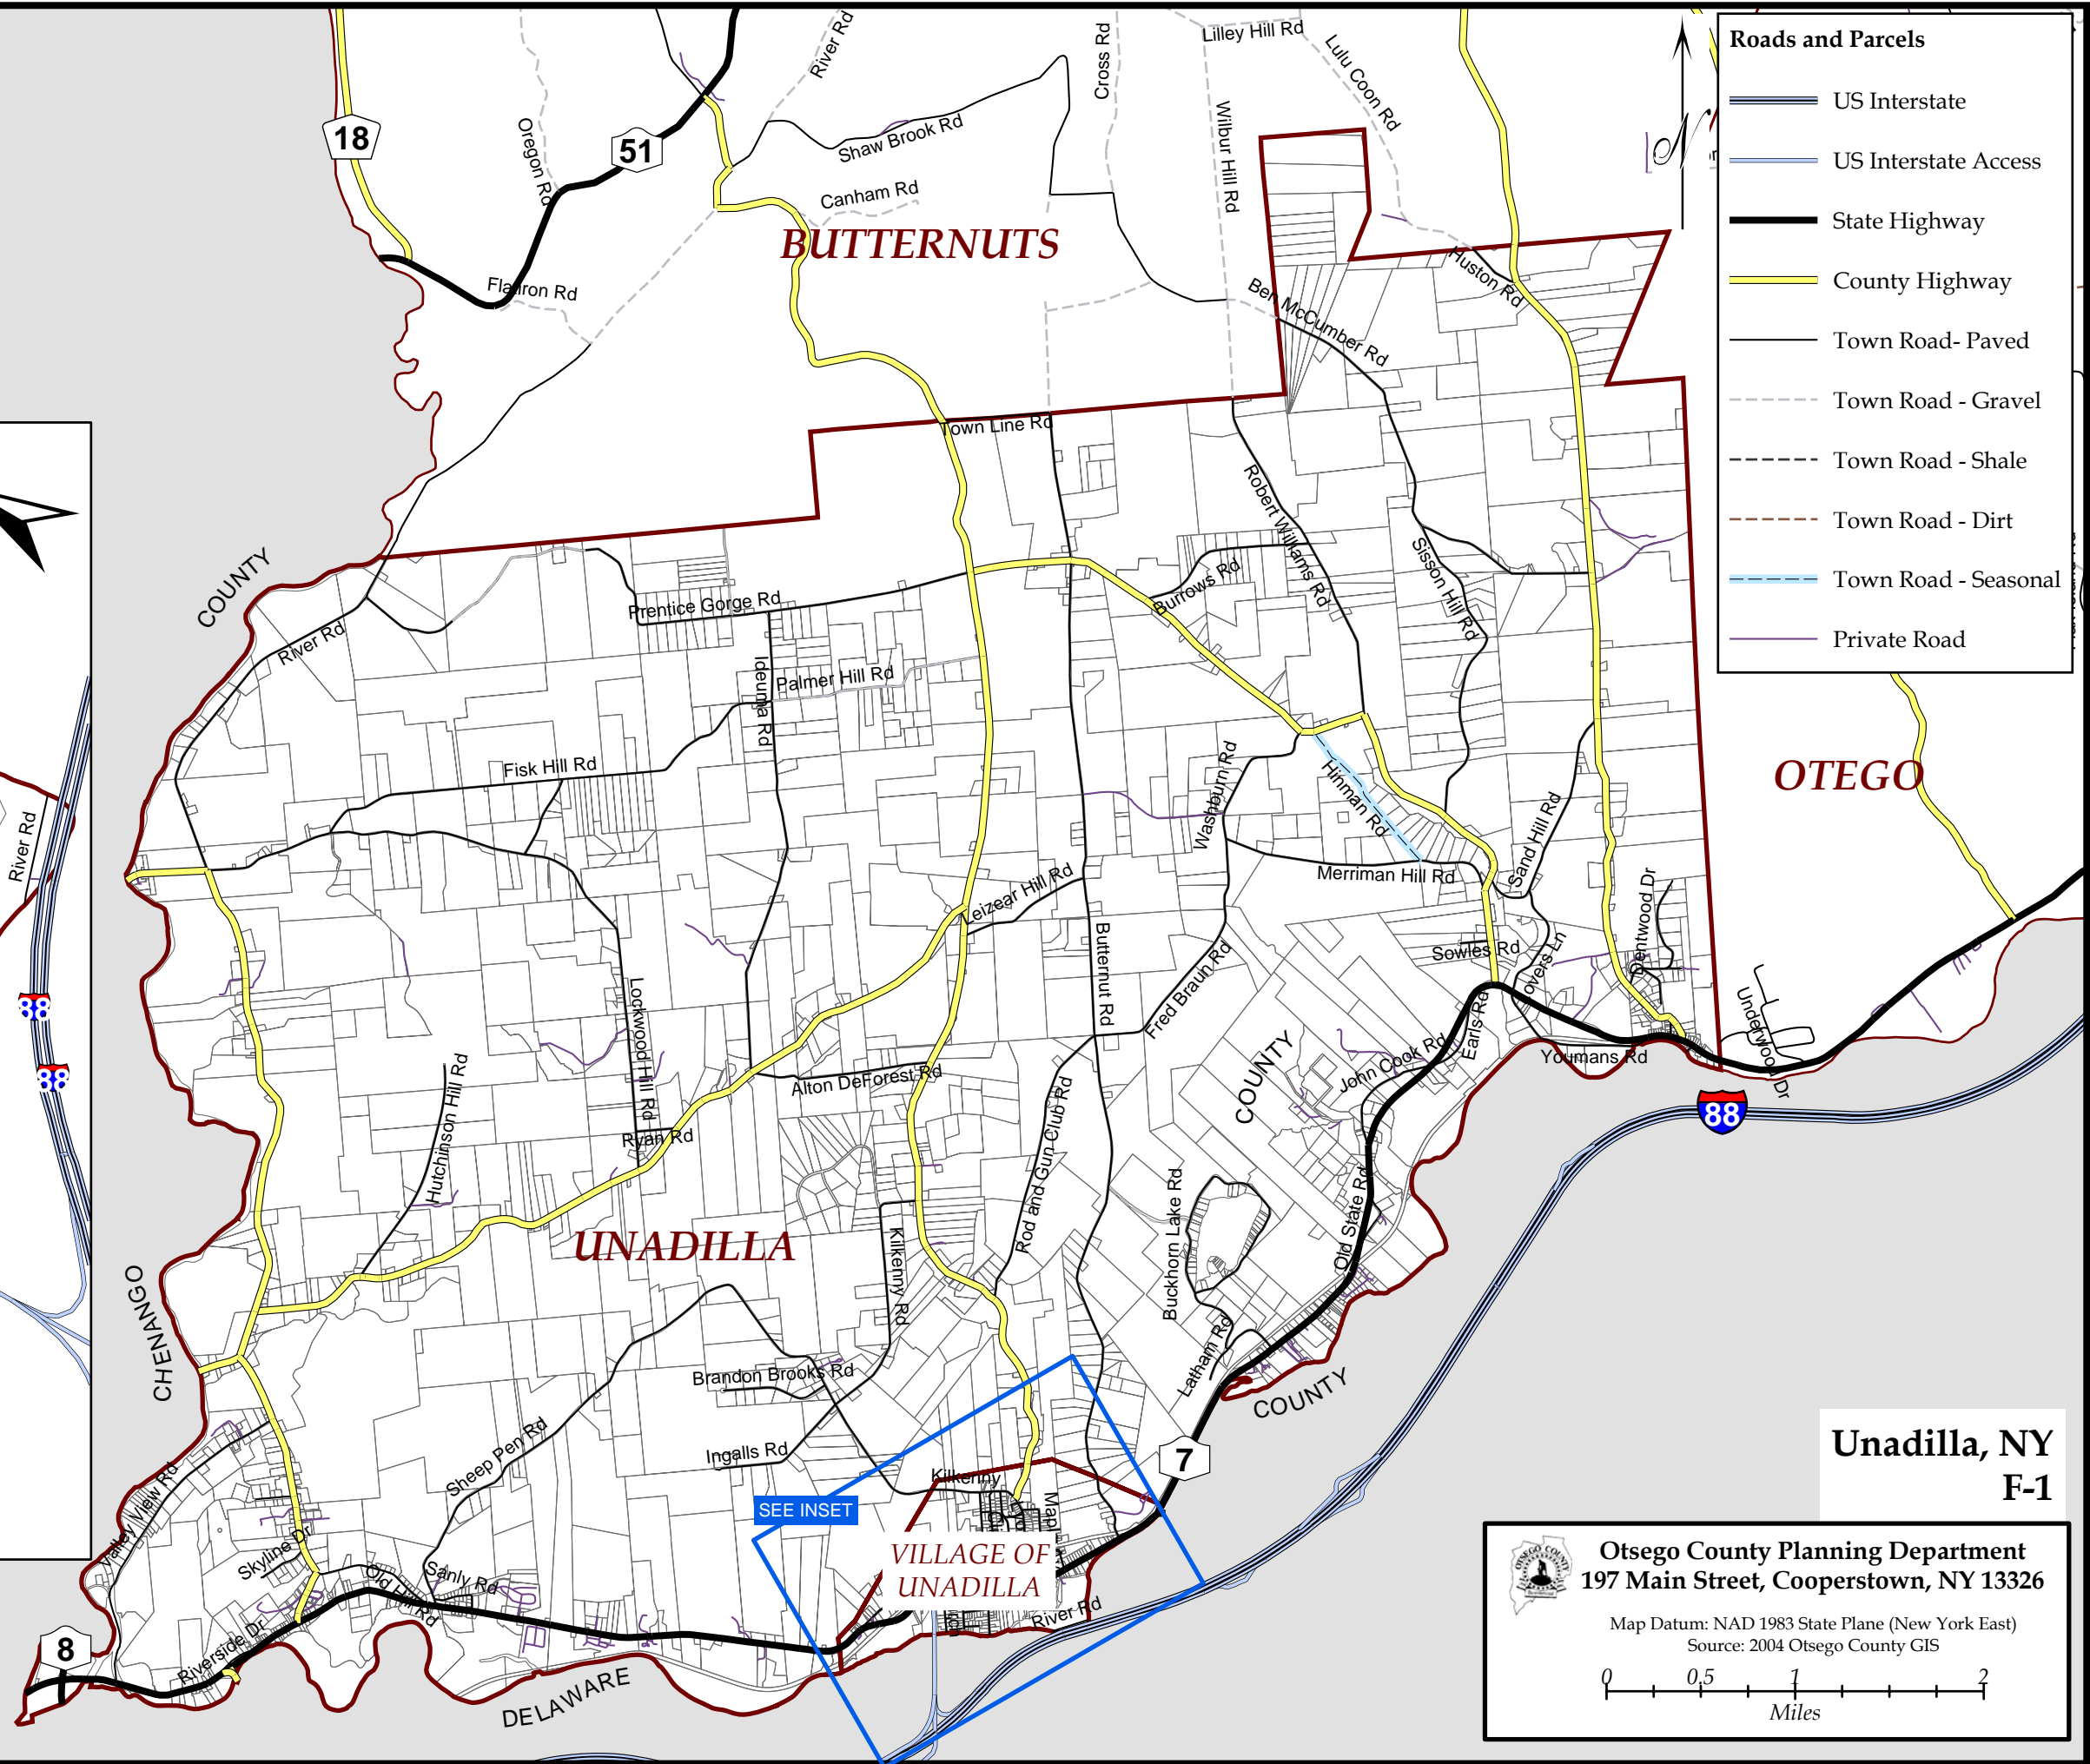 Roads and Parcels
US Interstate
US Interstate Access
State Highway
County Highway
Town Road- Paved
Town Road - Gravel
Town Road - Shale
Town Road - Dirt
Town Road - Seasonal
Private Road
18
51
River Rd
Oregon Rd
Shaw Brook Rd
Canham Rd
Cross Rd
Lilley Hill Rd
Lulu Coon Rd
Wilbur Hill Rd
BUTTERNUTS
Flatiron Rd
Huston Rd
Ben McCumber Rd
Town Line Rd
Robert Williams Rd
Sisson Hill Rd
Burrows Rd
COUNTY
River Rd
Prentice Gorge Rd
Ideuma Rd
Palmer Hill Rd
Fisk Hill Rd
Washburn Rd
Hinman Rd
OTEGO
River Rd
88
88
Sand Hill Rd
Merriman Hill Rd
Leizear Hill Rd
Dentwood Dr
Butternut Rd
Sowles Rd
Lovers Ln
Fred Braun Rd
Lockwood Hill Rd
Underwood Dr
Earls Rd
Youmans Rd
John Cook Rd
COUNTY
Alton DeForest Rd
Hutchinson Hill Rd
Ryan Rd
Rod and Gun Club Rd
88
Old State Rd
Buckhorn Lake Rd
UNADILLA
Kilkenny Rd
CHENANGO
Latham Rd
COUNTY
Brandon Brooks Rd
Ingalls Rd
Sheep Pen Rd
7
Kilkenny
SEE INSET
Valley View Rd
Skyline Dr
Old Hill Rd
Sanly Rd
VILLAGE OF
UNADILLA
River Rd
Riverside Dr
8
DELAWARE
Unadilla, NY
F-1
Otsego County Planning Department
197 Main Street, Cooperstown, NY 13326
Map Datum: NAD 1983 State Plane (New York East)
Source: 2004 Otsego County GIS
0 0.5 1 2
Miles